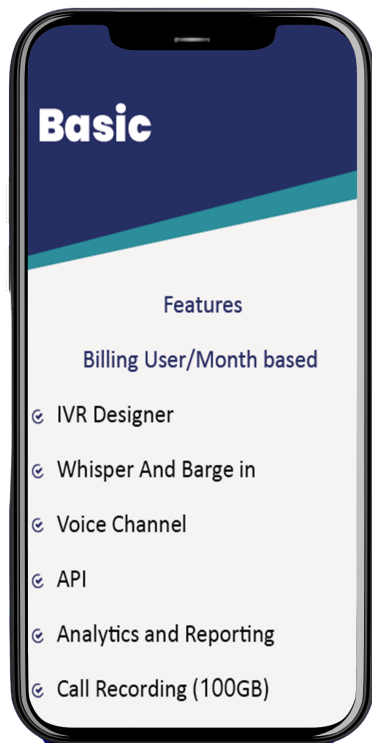 Basic
Features
Billing User/Month based
IVR Designer
Whisper And Barge in
Voice Channel
API
Analytics and Reporting
Call Recording (100GB)